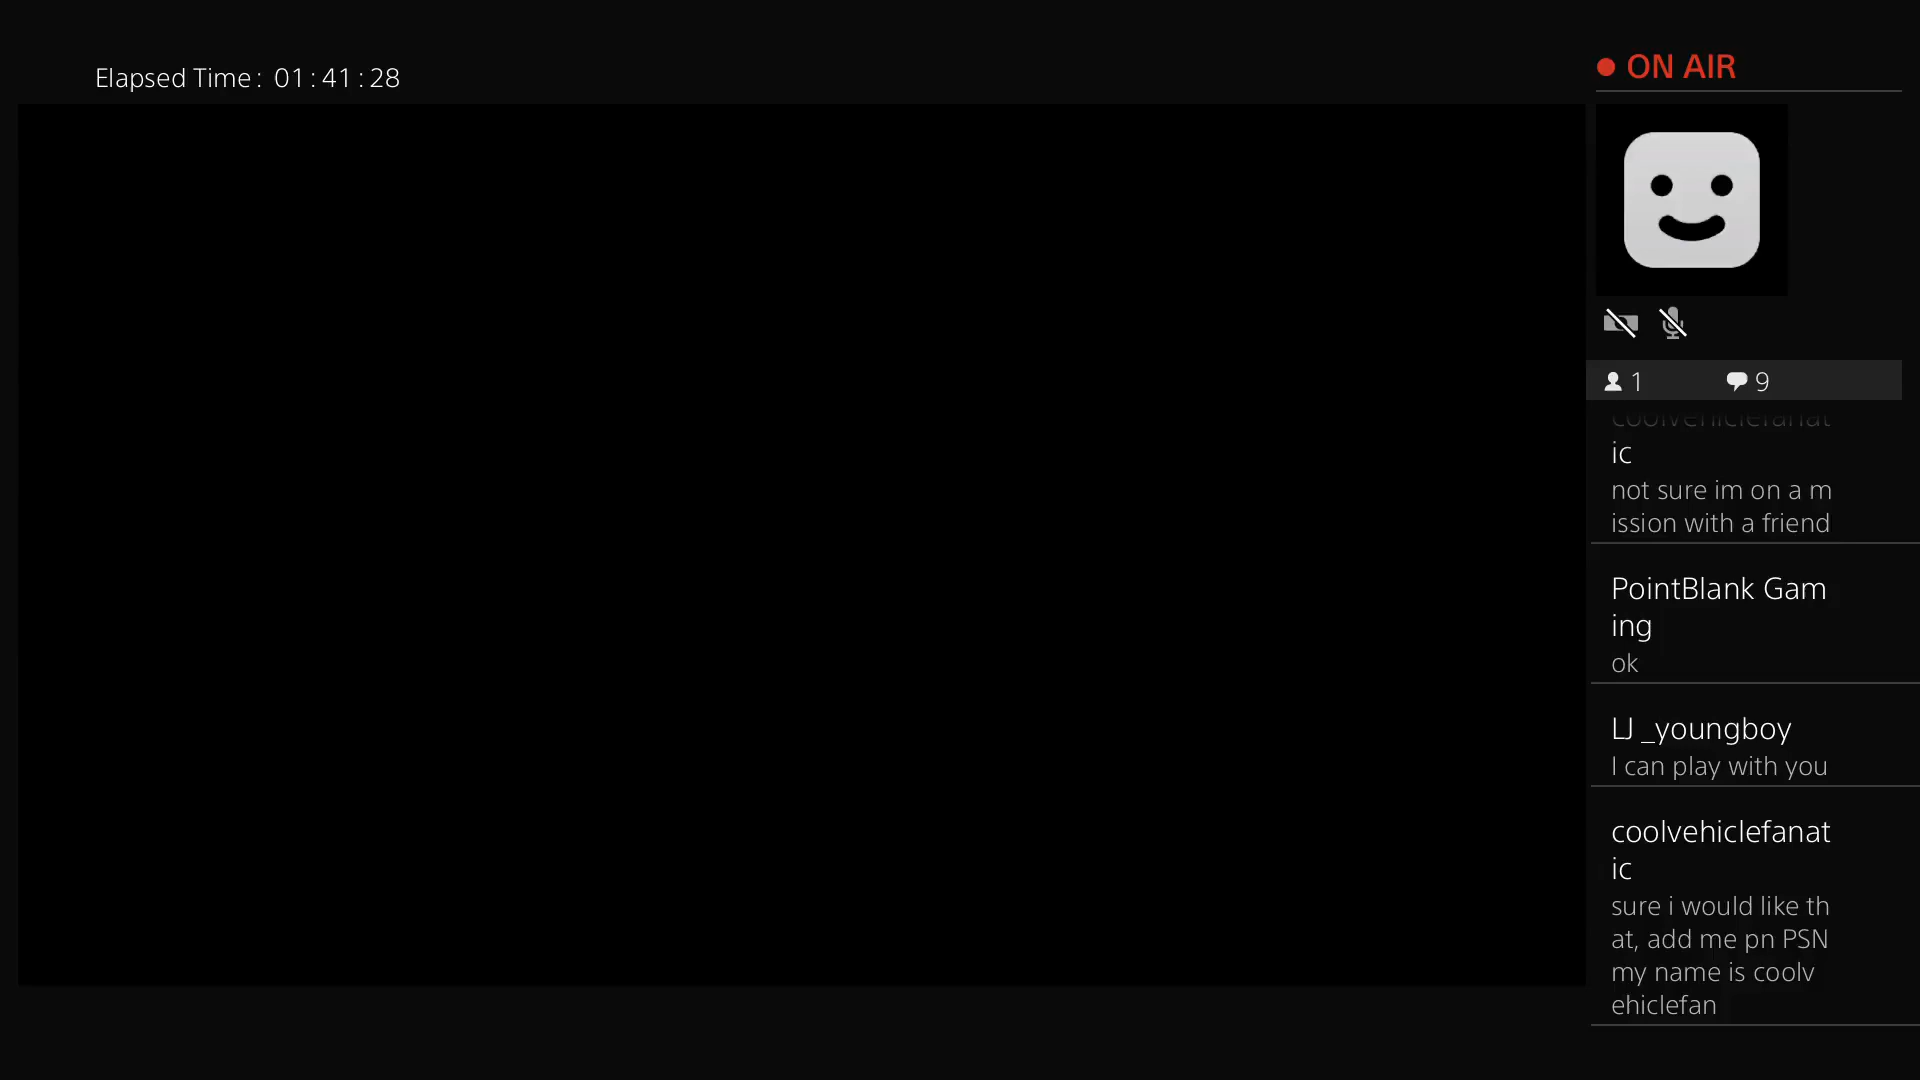 Elapsed Time: 01:41:28
ON AIR
1 9
coolvehiclefanat
ic
not sure im on a m
ission with a friend
PointBlank Gam
ing
ok
LJ _youngboy
I can play with you
coolvehiclefanat
ic
sure i would like th
at, add me pn PSN
my name is coolv
ehiclefan